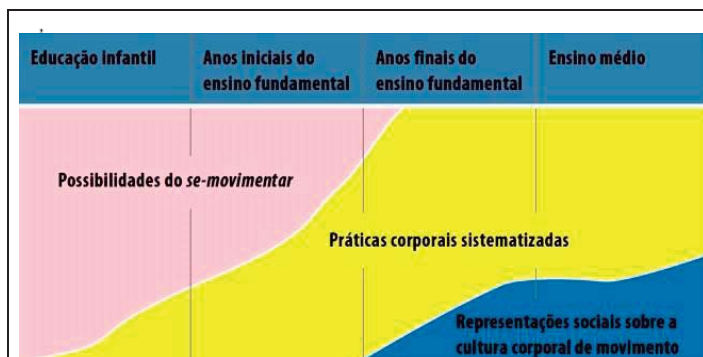 Educação infantil
Anos iniciais do
ensino fundamental
Anos finais do
ensino fundamental
Ensino médio
Possibilidades do se-movimentar
Práticas corporais sistematizadas
Representações sociais sobre a
cultura corporal de movimento